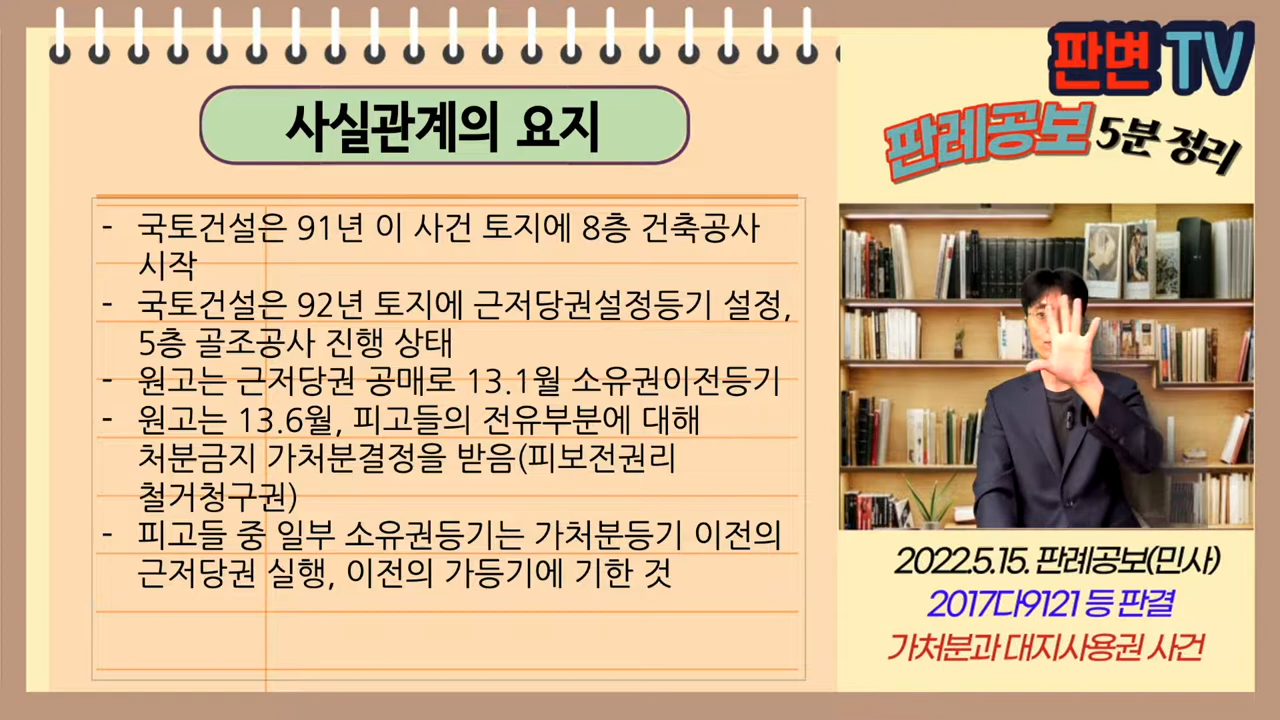 사실관계의 요지
- 국토건설은 91년 이 사건 토지에 8층 건축공사
시작
- 국토건설은 92년 토지에 근저당권설정등기 설정,
5층 골조공사 진행 상태
- 원고는 근저당권 공매로 13.1월 소유권이전등기
- 원고는 13.6월, 피고들의 전유부분에 대해
처분금지 가처분결정을 받음(피보전권리
철거청구권)
- 피고들 중 일부 소유권등기는 가처분등기 이전의
근저당권 실행, 이전의 가등기에 기한 것
판변 TV
판례공보 5분 정리
2022.5.15. 판례공보(민사)
2017다9121 등 판결
가처분과 대지사용권 사건